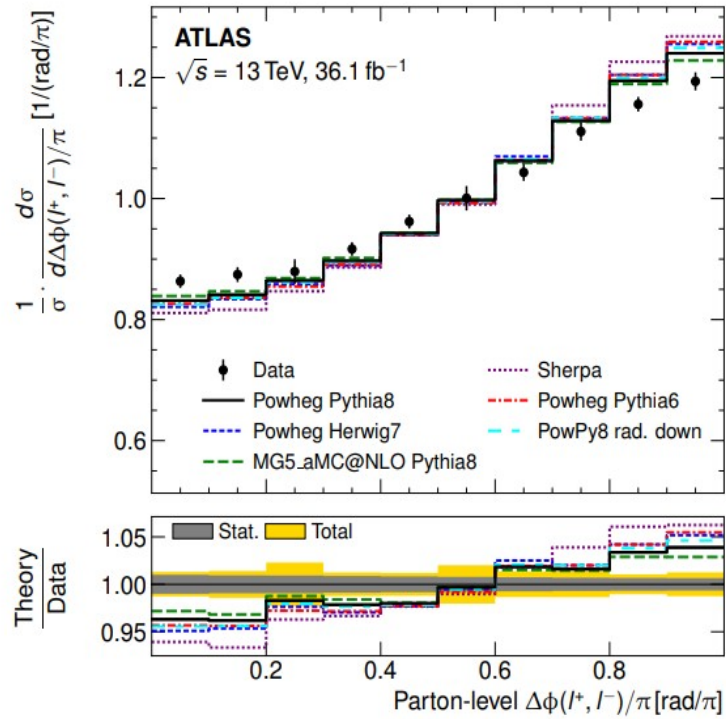 ATLAS
√s = 13 TeV, 36.1 fb⁻¹
1/σ · dσ/dΔϕ(l⁺, l⁻)/π [1/(rad/π)]
1.2
1.0
0.8
0.6
Data
Powheg Pythia8
Powheg Herwig7
MG5_aMC@NLO Pythia8
Sherpa
Powheg Pythia6
PowPy8 rad. down
Theory
Data
1.05
1.00
0.95
Stat.
Total
0.2 0.4 0.6 0.8 1.0
Parton-level Δϕ(l⁺, l⁻)/π [rad/π]